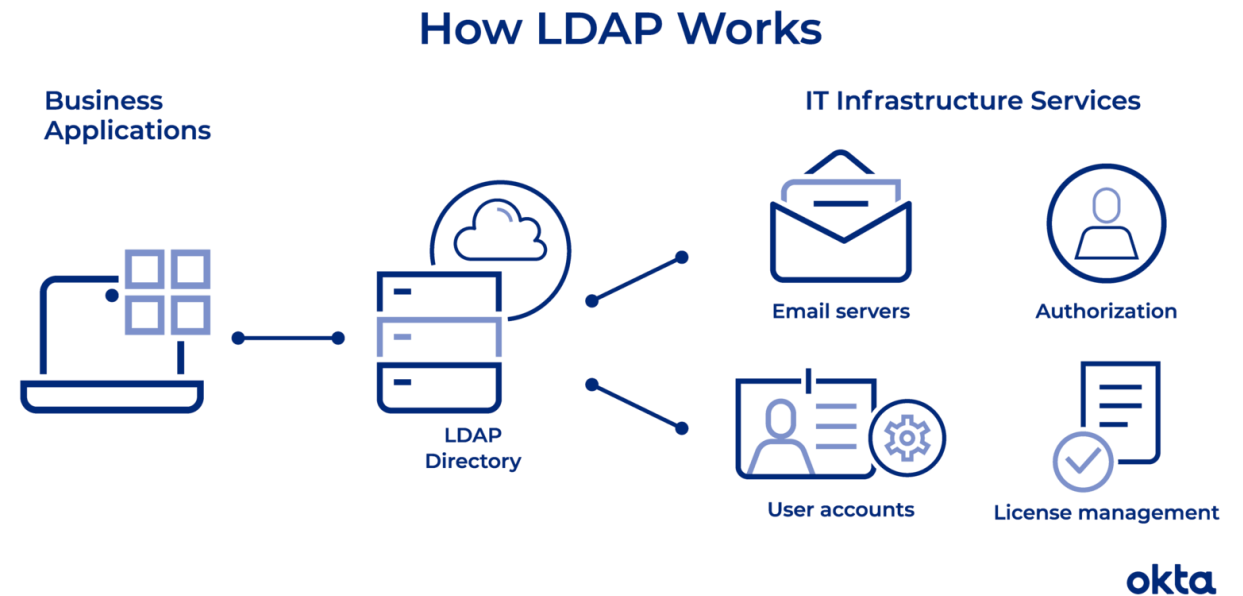 How LDAP Works
Business
Applications
IT Infrastructure Services
Email servers
Authorization
LDAP
Directory
User accounts
License management
okta